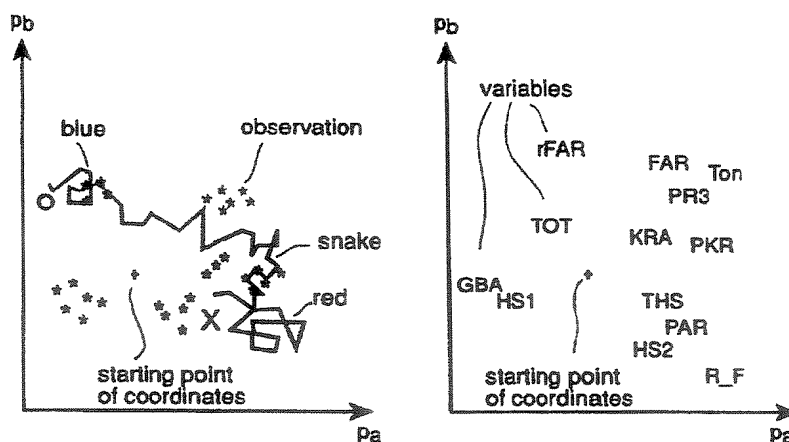 pb
blue
observation
snake
red
X
starting point
of coordinates
pa
pb
variables
rFAR
FAR
Ton
PR3
TOT
KRA
PKR
GBA
HS1
THS
PAR
HS2
starting point
of coordinates
R_F
pa